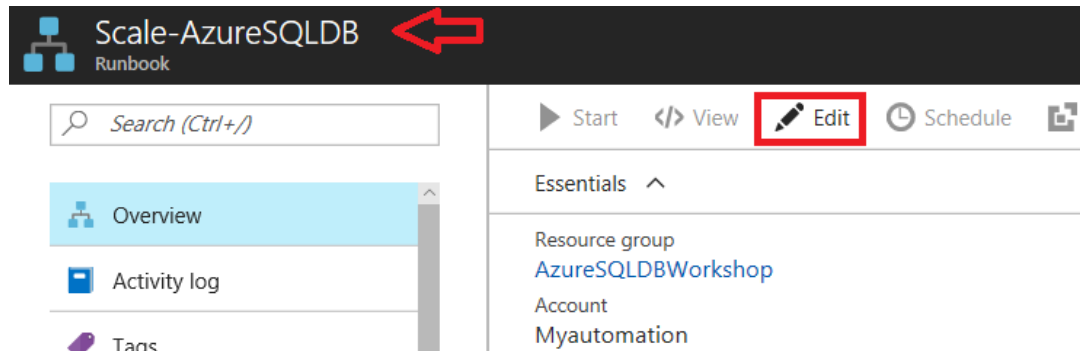 Scale-AzureSQLDB
Runbook
Search (Ctrl+/)
Start </> View Edit Schedule
Essentials
Overview
Resource group
AzureSQLDBWorkshop
Activity log
Account
Myautomation
Tags